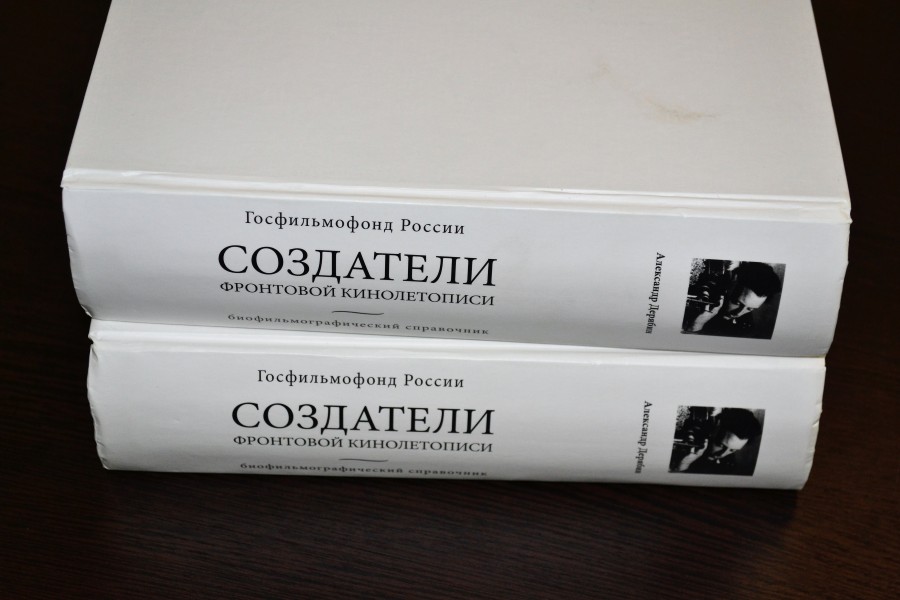 Госфильмофонд России
СОЗДАТЕЛИ
ФРОНТОВОЙ КИНОЛЕТОПИСИ
биофильмографический справочник
Александр Дерябин
Госфильмофонд России
СОЗДАТЕЛИ
ФРОНТОВОЙ КИНОЛЕТОПИСИ
биофильмографический справочник
Александр Дерябин